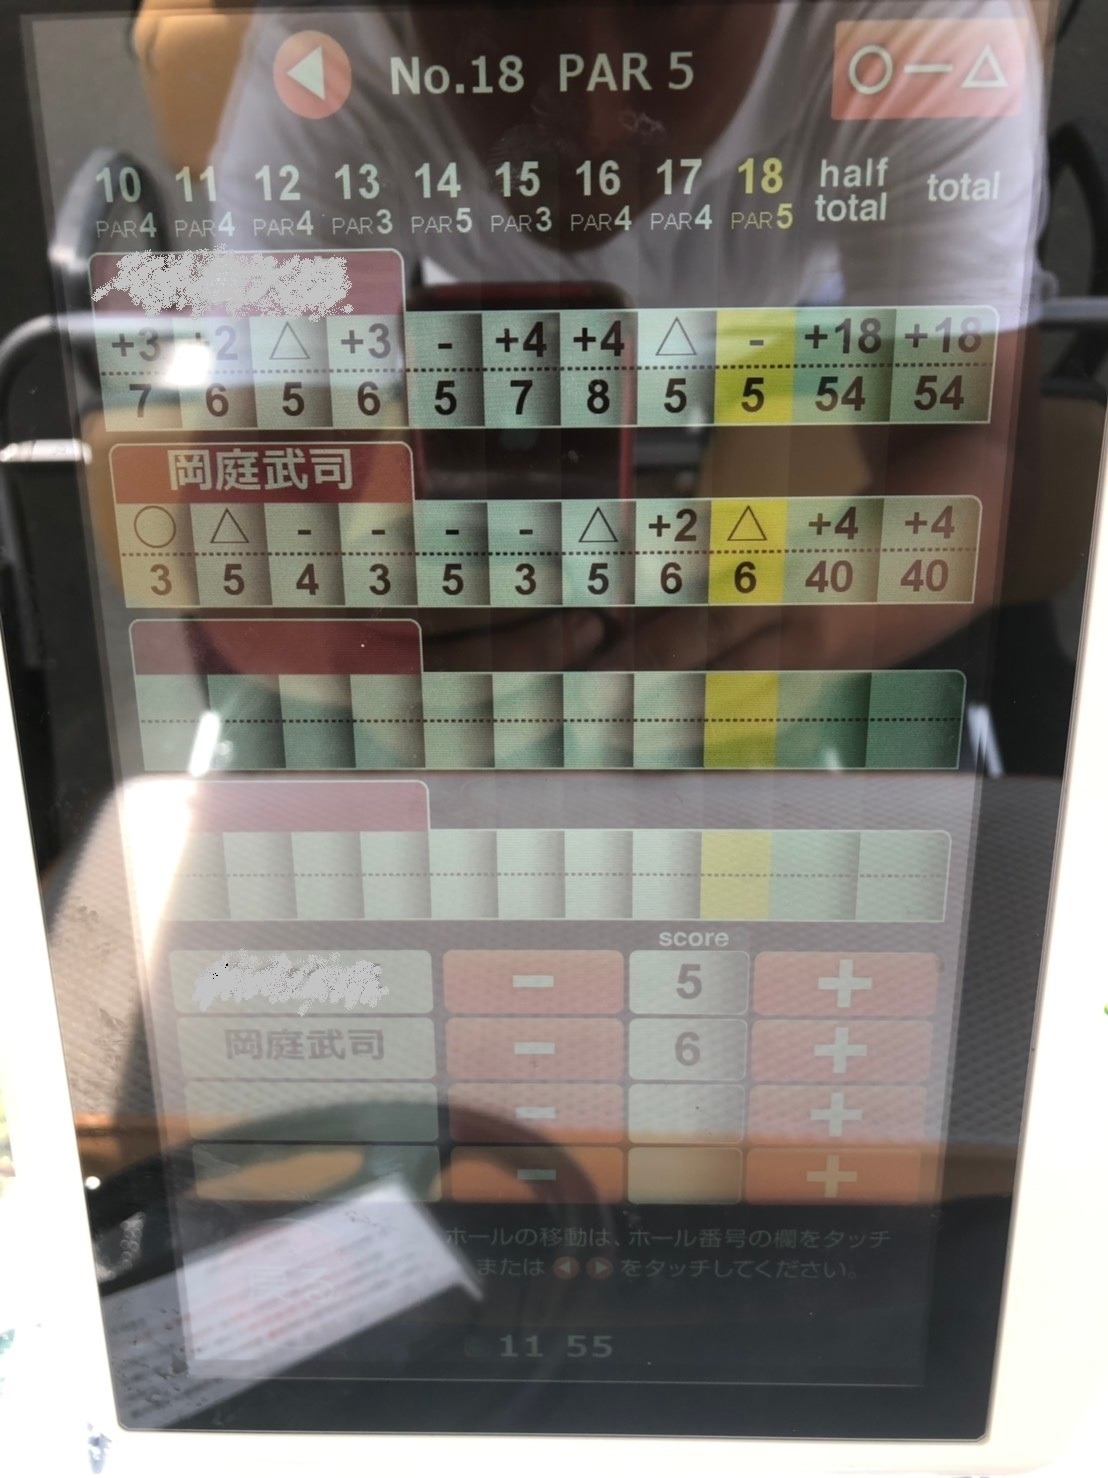 No.18 PAR 5 ○－△
10 11 12 13 14 15 16 17 18 half total
PAR4 PAR4 PAR4 PAR3 PAR5 PAR3 PAR4 PAR4 PAR5 total
+3 +2 △ +3 - +4 +4 △ - +18 +18
7 6 5 6 5 7 8 5 5 54 54
岡庭武司
○ △ - - - - △ +2 △ +4 +4
3 5 4 3 5 3 5 6 6 40 40
score
- 5 +
岡庭武司 - 6 +
- +
- +
ホールの移動は、ホール番号の欄をタッチ
または ◀ ▶ をタッチしてください。
戻る
11 55